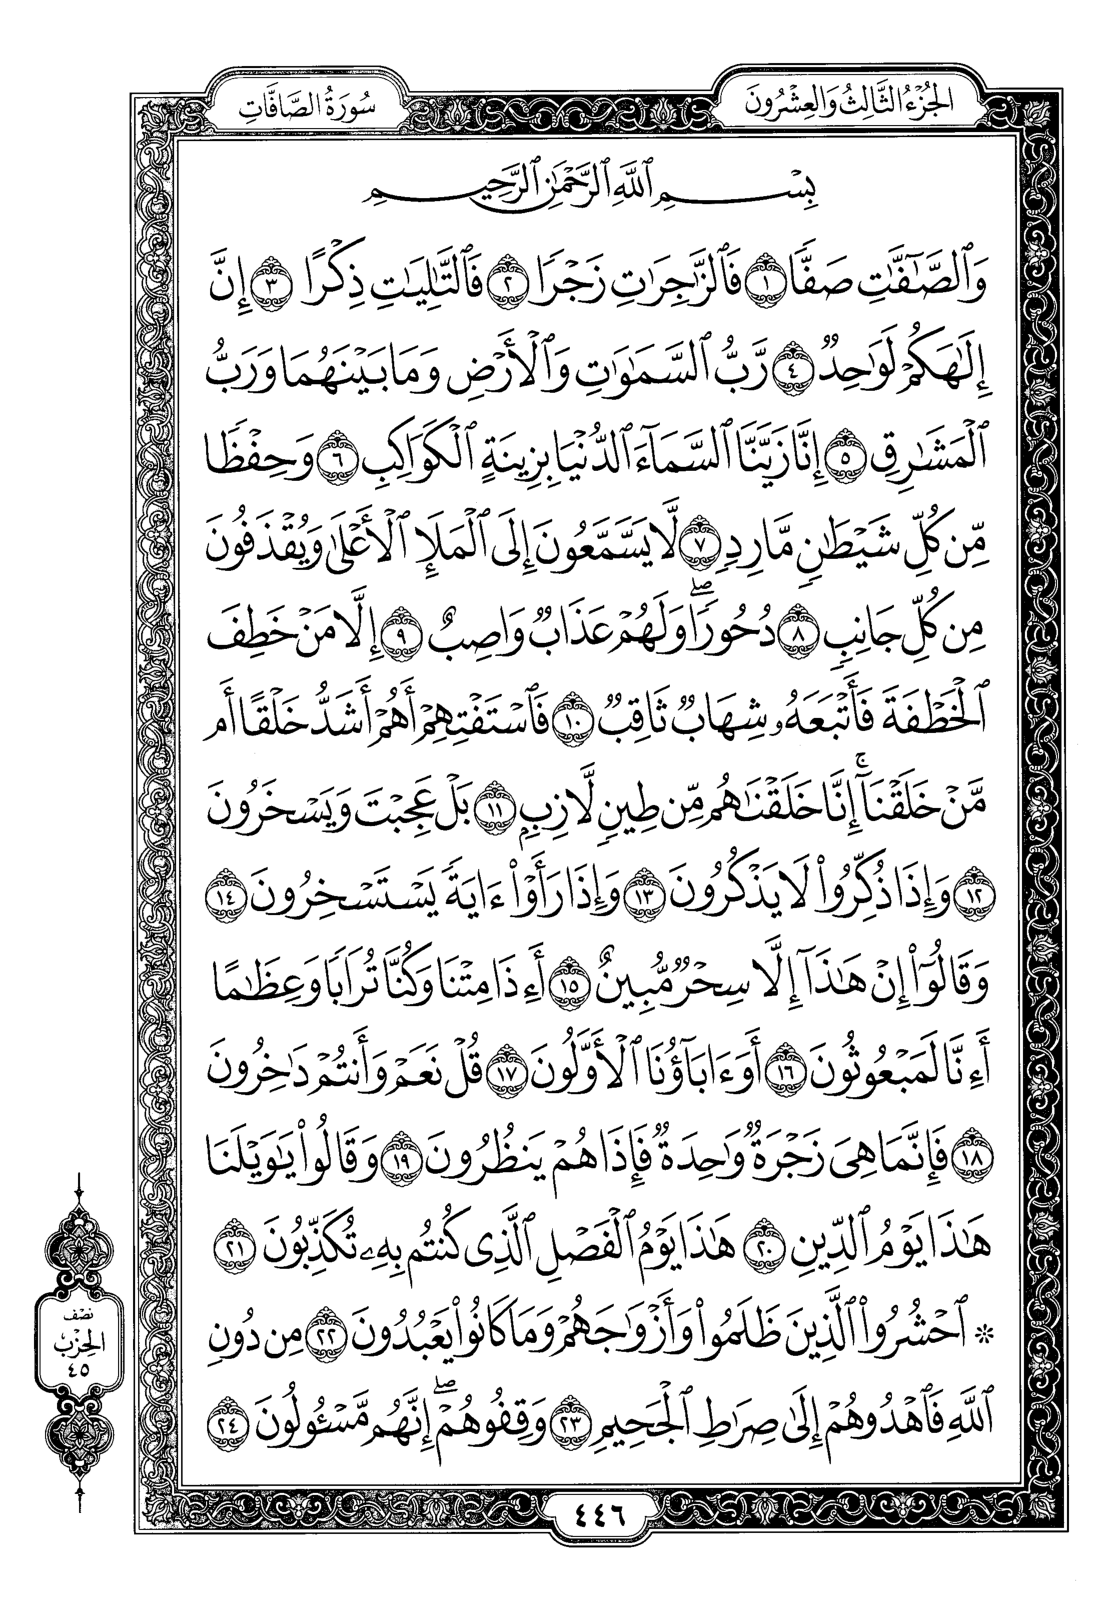 الجُزْءُ الثَّالِثُ وَالعِشْرُونَ
سُورَةُ الصَّافَّاتِ
بِسْمِ ٱللَّهِ ٱلرَّحْمَٰنِ ٱلرَّحِيمِ
وَٱلصَّٰٓفَّٰتِ صَفًّا ١ فَٱلزَّٰجِرَٰتِ زَجْرًا ٢ فَٱلتَّٰلِيَٰتِ ذِكْرًا ٣ إِنَّ
إِلَٰهَكُمْ لَوَٰحِدٌ ٤ رَّبُّ ٱلسَّمَٰوَٰتِ وَٱلْأَرْضِ وَمَا بَيْنَهُمَا وَرَبُّ
ٱلْمَشَٰرِقِ ٥ إِنَّا زَيَّنَّا ٱلسَّمَآءَ ٱلدُّنْيَا بِزِينَةٍ ٱلْكَوَاكِبِ ٦ وَحِفْظًا
مِّن كُلِّ شَيْطَٰنٍ مَّارِدٍ ٧ لَّا يَسَّمَّعُونَ إِلَى ٱلْمَلَإِ ٱلْأَعْلَىٰ وَيُقْذَفُونَ
مِن كُلِّ جَانِبٍ ٨ دُحُورًا ۖ وَلَهُمْ عَذَابٌ وَاصِبٌ ٩ إِلَّا مَنْ خَطِفَ
ٱلْخَطْفَةَ فَأَتْبَعَهُۥ شِهَابٌ ثَاقِبٌ ١٠ فَٱسْتَفْتِهِمْ أَهُمْ أَشَدُّ خَلْقًا أَم
مَّنْ خَلَقْنَآ ۚ إِنَّا خَلَقْنَٰهُم مِّن طِينٍ لَّازِبٍ ١١ بَلْ عَجِبْتَ وَيَسْخَرُونَ
١٢ وَإِذَا ذُكِّرُوا۟ لَا يَذْكُرُونَ ١٣ وَإِذَا رَأَوْا۟ ءَايَةً يَسْتَسْخِرُونَ ١٤
وَقَالُوٓا۟ إِنْ هَٰذَآ إِلَّا سِحْرٌ مُّبِينٌ ١٥ أَءِذَا مِتْنَا وَكُنَّا تُرَابًا وَعِظَٰمًا
أَءِنَّا لَمَبْعُوثُونَ ١٦ أَوَءَابَآؤُنَا ٱلْأَوَّلُونَ ١٧ قُلْ نَعَمْ وَأَنتُمْ دَٰخِرُونَ
١٨ فَإِنَّمَا هِىَ زَجْرَةٌ وَٰحِدَةٌ فَإِذَا هُمْ يَنظُرُونَ ١٩ وَقَالُوا۟ يَٰوَيْلَنَا
هَٰذَا يَوْمُ ٱلدِّينِ ٢٠ هَٰذَا يَوْمُ ٱلْفَصْلِ ٱلَّذِى كُنتُم بِهِۦ تُكَذِّبُونَ ٢١
* ٱحْشُرُوا۟ ٱلَّذِينَ ظَلَمُوا۟ وَأَزْوَٰجَهُمْ وَمَا كَانُوا۟ يَعْبُدُونَ ٢٢ مِن دُونِ
ٱللَّهِ فَٱهْدُوهُمْ إِلَىٰ صِرَٰطِ ٱلْجَحِيمِ ٢٣ وَقِفُوهُمْ ۖ إِنَّهُم مَّسْـُٔولُونَ ٢٤
نصْف
الحِزْبْ
٤٥
٤٤٦